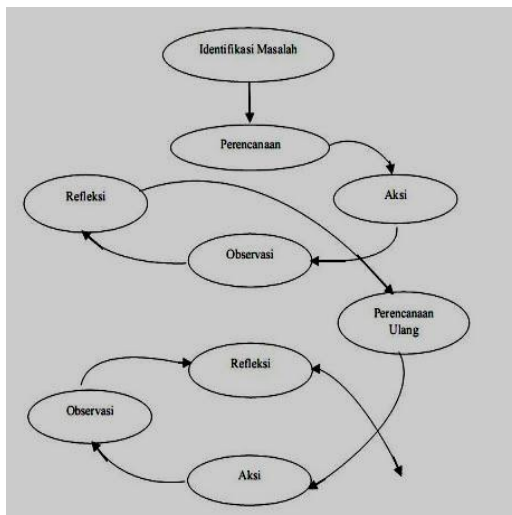 Identifikasi Masalah
Perencanaan
Aksi
Refleksi
Observasi
Perencanaan
Ulang
Refleksi
Observasi
Aksi